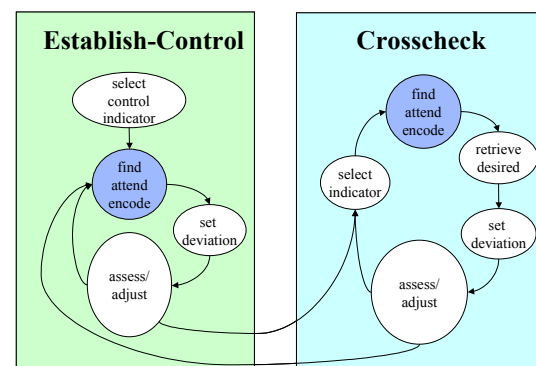 Establish-Control
select
control
indicator
find
attend
encode
set
deviation
assess/
adjust
Crosscheck
find
attend
encode
retrieve
desired
select
indicator
set
deviation
assess/
adjust